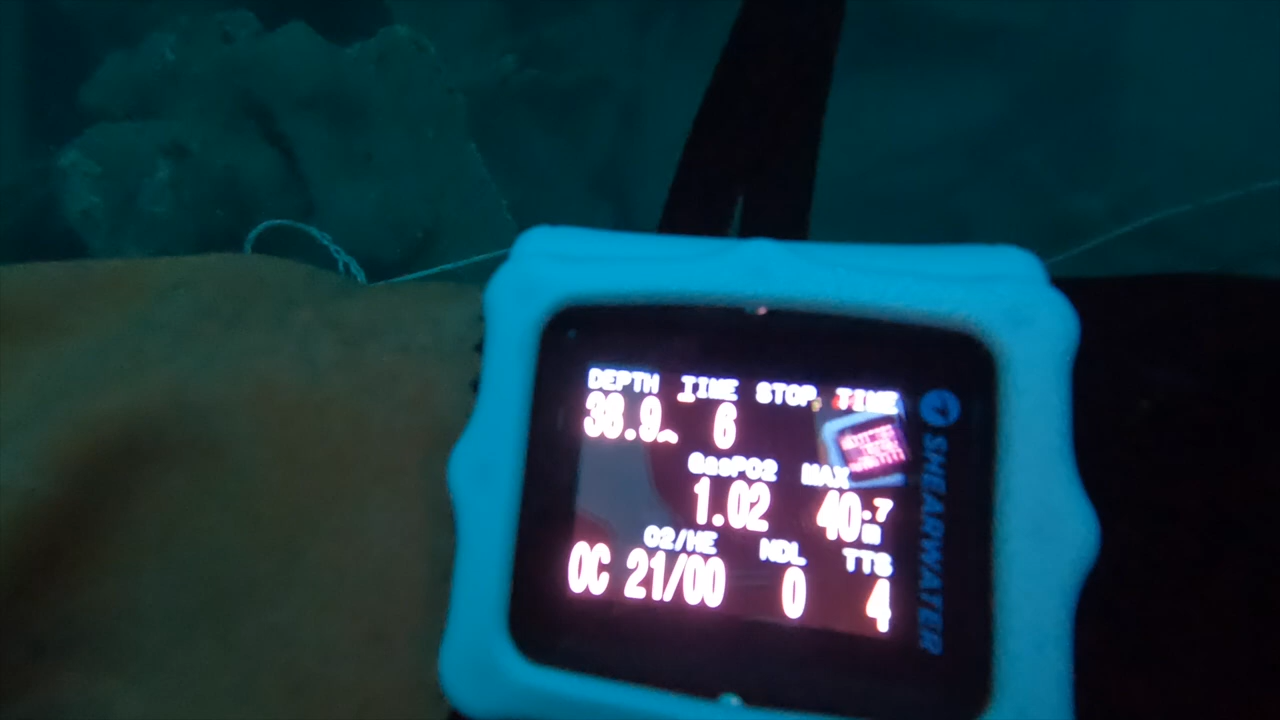 DEPTH TIME STOP TIME
38.9 6
GasPO2 MAX
1.02 40.7m
O2/HE NDL TTS
OC 21/00 0 4
SHEARWATER